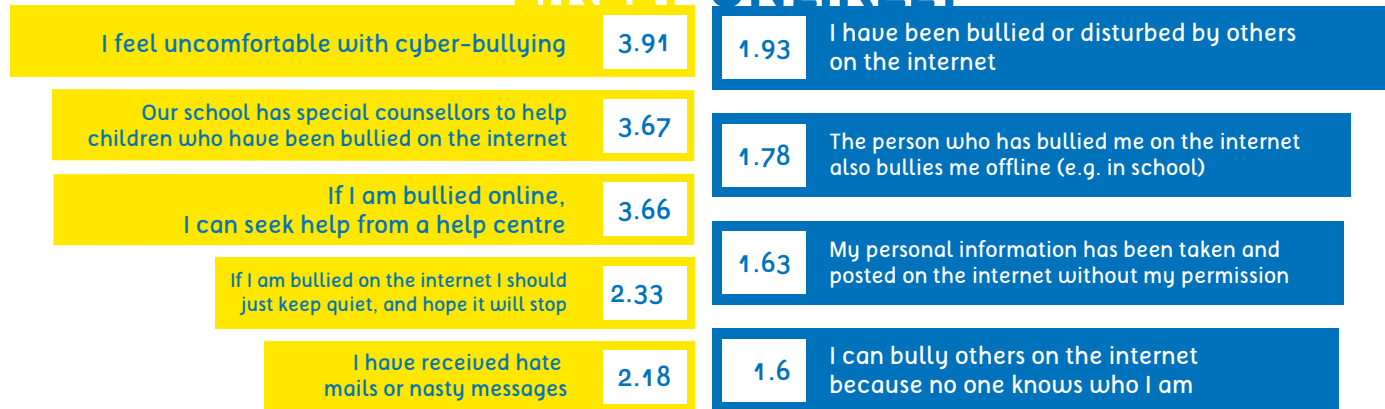 I feel uncomfortable with cyber-bullying
3.91
Our school has special counsellors to help
children who have been bullied on the internet
3.67
If I am bullied online,
I can seek help from a help centre
3.66
If I am bullied on the internet I should
just keep quiet, and hope it will stop
2.33
I have received hate
mails or nasty messages
2.18
1.93
I have been bullied or disturbed by others
on the internet
1.78
The person who has bullied me on the internet
also bullies me offline (e.g. in school)
1.63
My personal information has been taken and
posted on the internet without my permission
1.6
I can bully others on the internet
because no one knows who I am